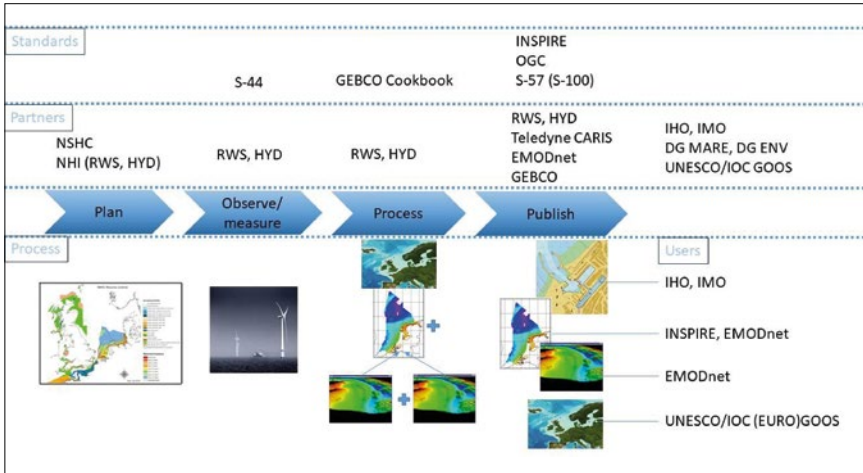 Standards
INSPIRE
OGC
S-44
GEBCO Cookbook
S-57 (S-100)
Partners
NSHC
NHI (RWS, HYD)
RWS, HYD
RWS, HYD
RWS, HYD
Teledyne CARIS
EMODnet
GEBCO
IHO, IMO
DG MARE, DG ENV
UNESCO/IOC GOOS
Plan
Observe/
measure
Process
Publish
Process
Users
IHO, IMO
INSPIRE, EMODnet
EMODnet
UNESCO/IOC (EURO)GOOS